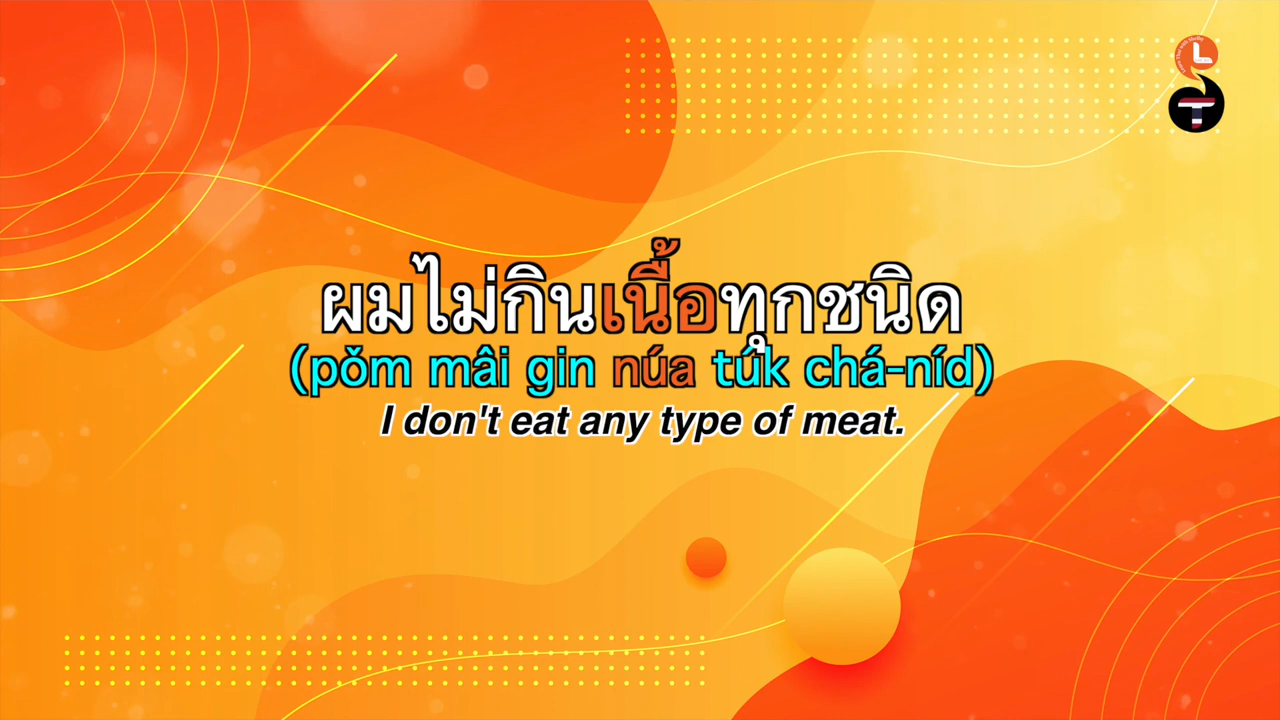 ผมไม่กินเนื้อทุกชนิด
(pǒm mâi gin núa túk chá-níd)
I don't eat any type of meat.
L
T